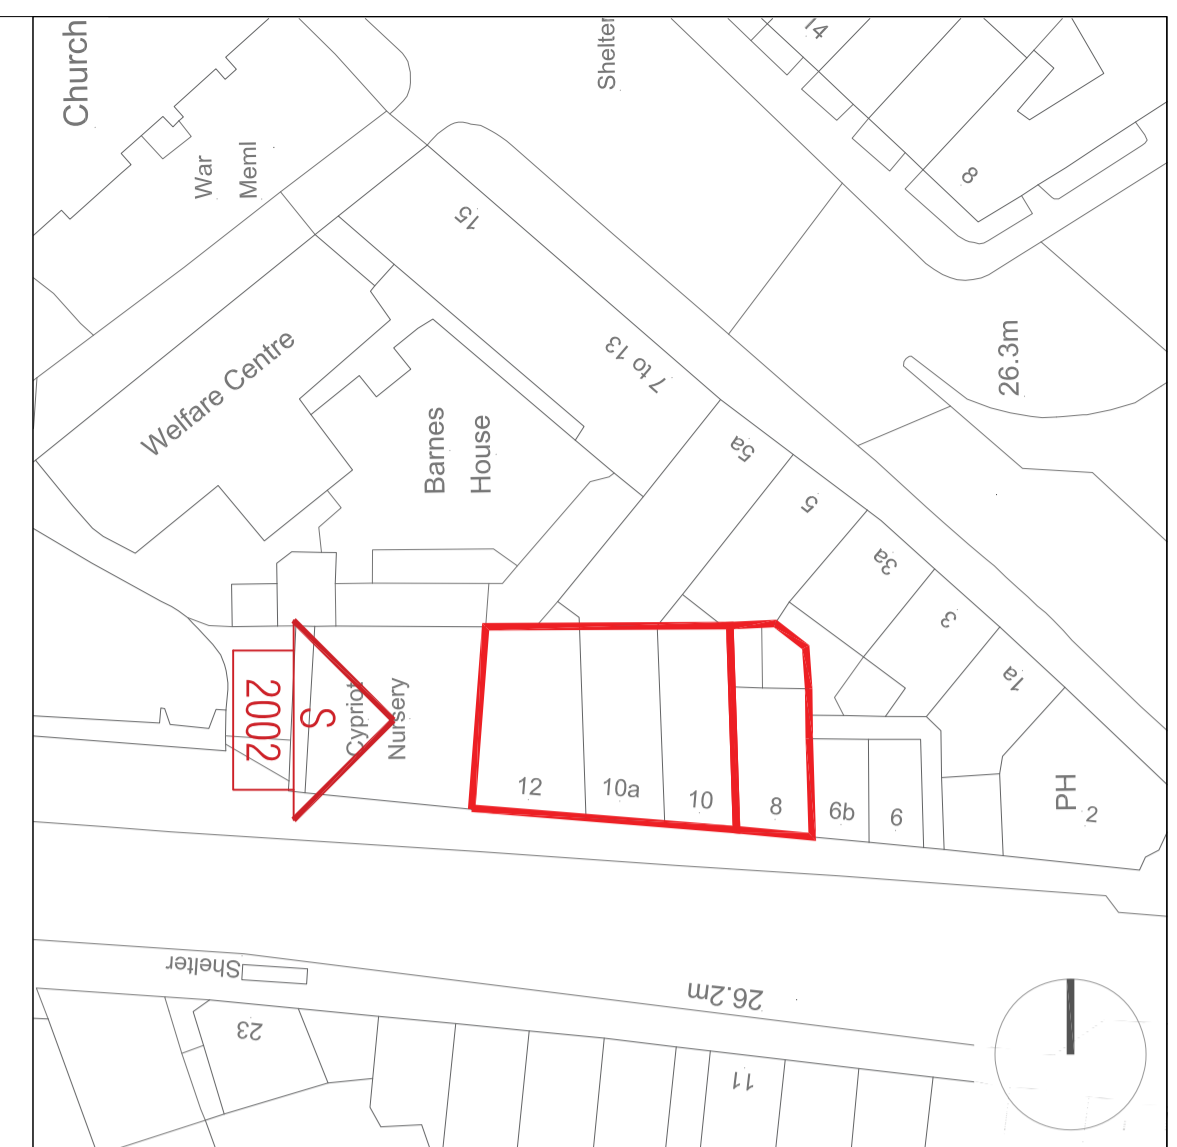 Church
Shelter
14
War
Meml
8
15
Welfare Centre
7 to 13
26.3m
Barnes
House
5a
5
3a
3
1a
2002
S
Cypriot
Nursery
12
10a
10
8
6b
6
PH
2
Shelter
26.2m
23
11